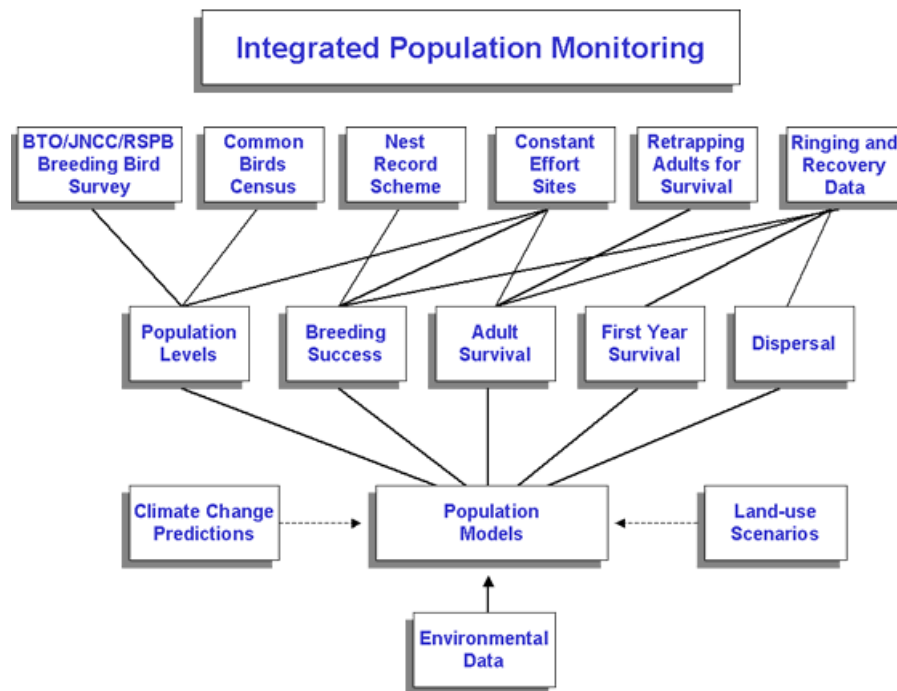 Integrated Population Monitoring
BTO/JNCC/RSPB
Breeding Bird
Survey
Common
Birds
Census
Nest
Record
Scheme
Constant
Effort
Sites
Retrapping
Adults for
Survival
Ringing and
Recovery
Data
Population
Levels
Breeding
Success
Adult
Survival
First Year
Survival
Dispersal
Climate Change
Predictions
Population
Models
Land-use
Scenarios
Environmental
Data